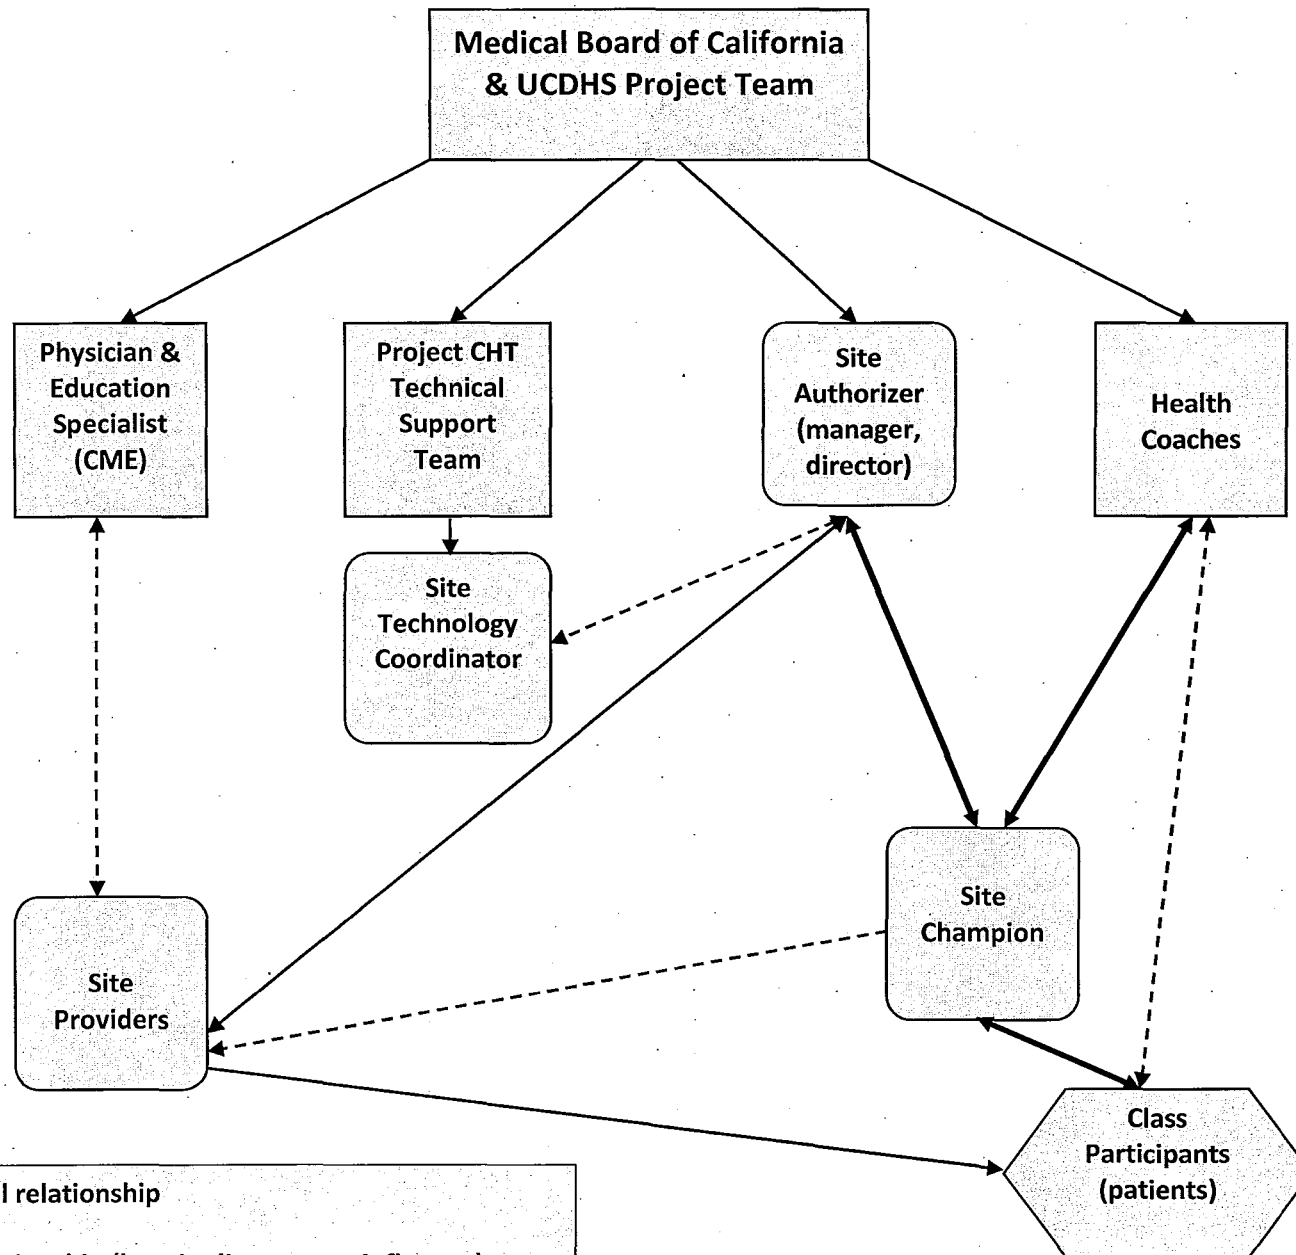 Medical Board of California
& UCDHS Project Team
Physician &
Education
Specialist
(CME)
Project CHT
Technical
Support
Team
Site
Authorizer
(manager,
director)
Health
Coaches
Site
Technology
Coordinator
Site
Champion
Site
Providers
Class
Participants
(patients)
l relationship